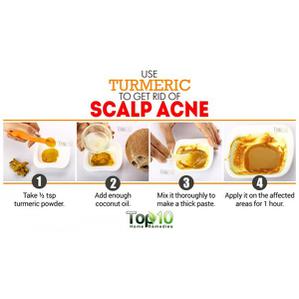 USE
TURMERIC
TO GET RID OF
SCALP ACNE
1
Take ½ tsp
turmeric powder.
2
Add enough
coconut oil.
3
Mix it thoroughly to
make a thick paste.
4
Apply it on the affected
areas for 1 hour.
Top10
Home Remedies